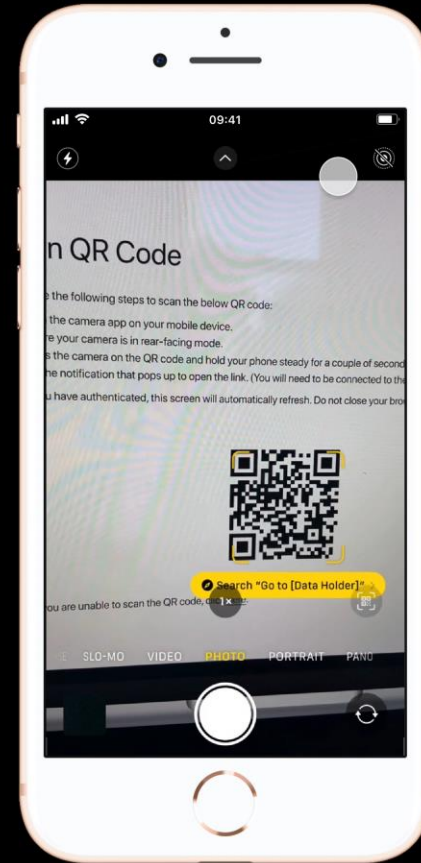 09:41
n QR Code
the following steps to scan the below QR code:
the camera app on your mobile device.
e your camera is in rear-facing mode.
s the camera on the QR code and hold your phone steady for a couple of second
he notification that pops up to open the link. (You will need to be connected to the
u have authenticated, this screen will automatically refresh. Do not close your bro
Search "Go to [Data Holder]"
you are unable to scan the QR code,
1×
SLO-MO VIDEO PHOTO PORTRAIT PANO